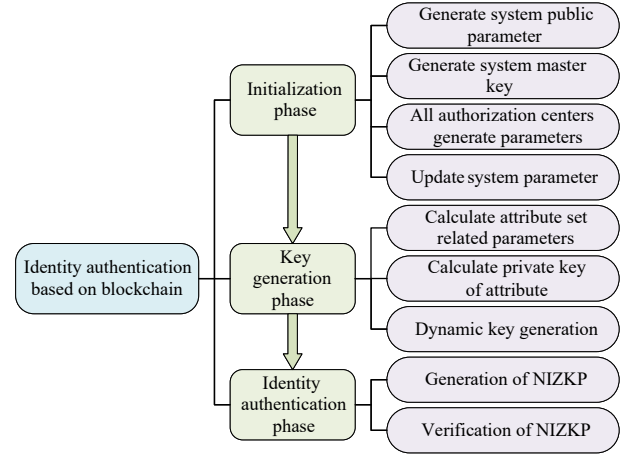 Identity authentication
based on blockchain
Initialization
phase
Generate system public
parameter
Generate system master
key
All authorization centers
generate parameters
Update system parameter
Key
generation
phase
Calculate attribute set
related parameters
Calculate private key
of attribute
Dynamic key generation
Identity
authentication
phase
Generation of NIZKP
Verification of NIZKP